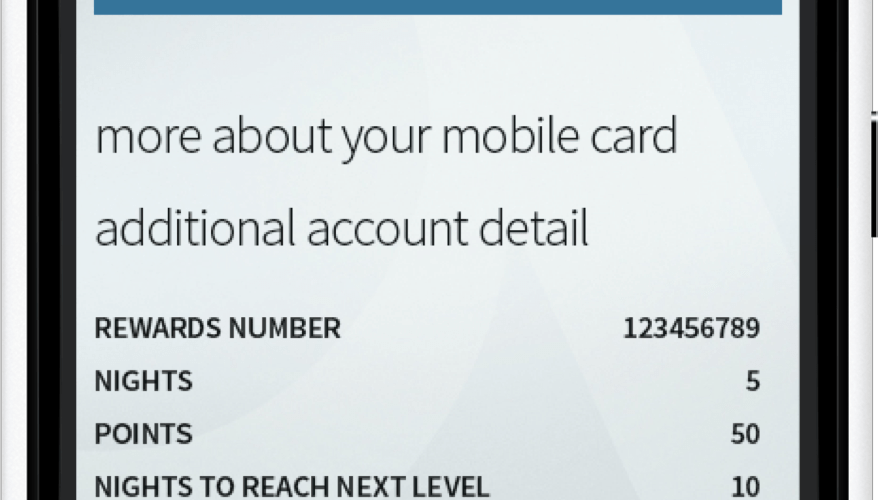 more about your mobile card
additional account detail
REWARDS NUMBER 123456789
NIGHTS 5
POINTS 50
NIGHTS TO REACH NEXT LEVEL 10